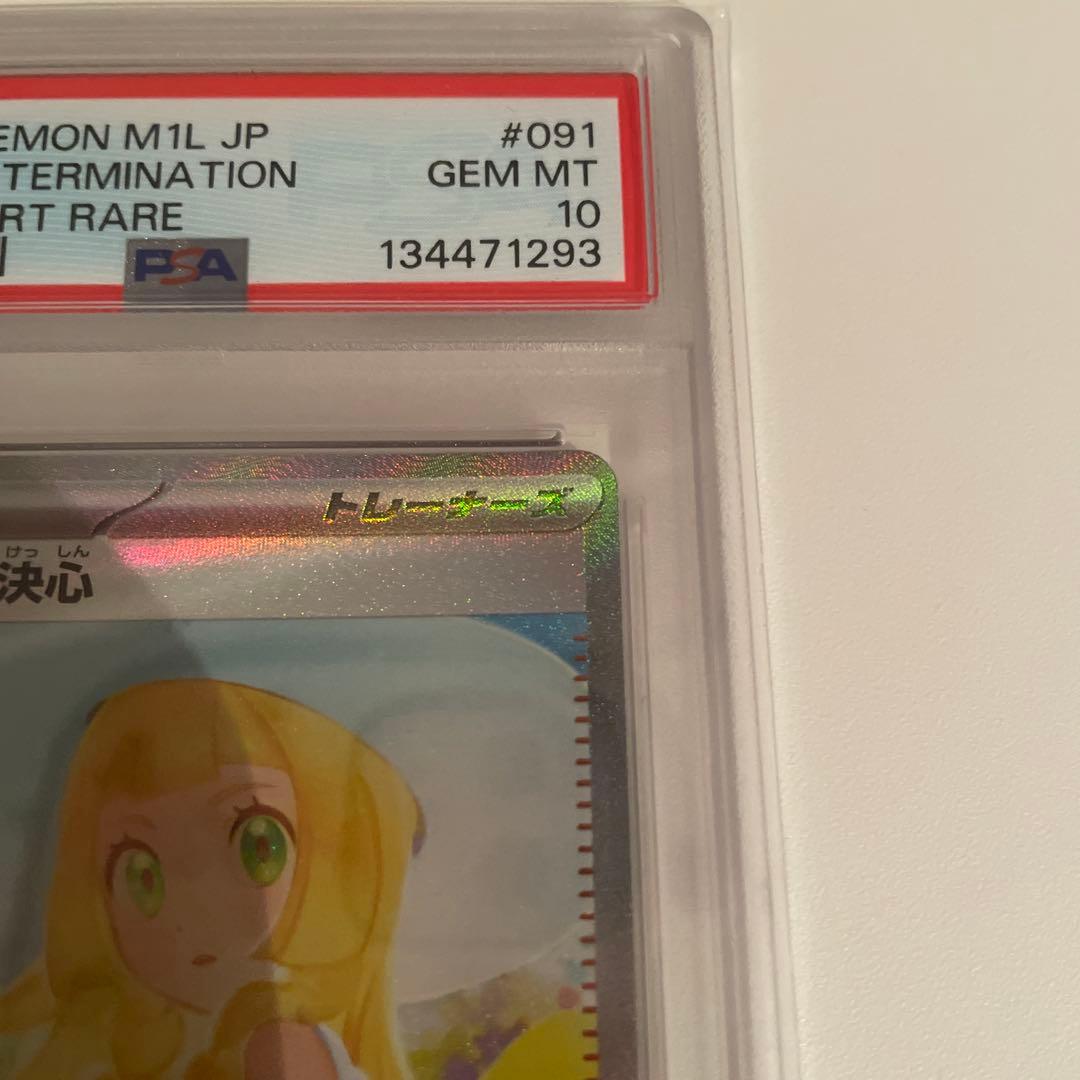 EMON M1L JP #091
TERMINATION GEM MT
RT RARE 10
PSA 134471293
トレーナーズ
けっ しん
決心